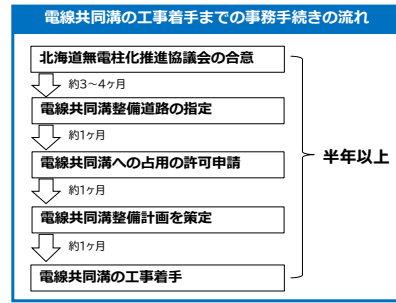 電線共同溝の工事着手までの事務手続きの流れ
北海道無電柱化推進協議会の合意
約3～4ヶ月
電線共同溝整備道路の指定
約1ヶ月
電線共同溝への占用の許可申請
約1ヶ月
電線共同溝整備計画を策定
約1ヶ月
電線共同溝の工事着手
半年以上